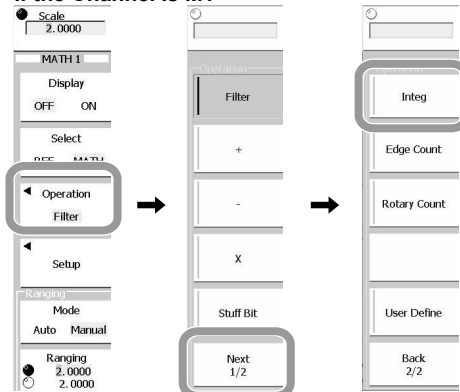 Scale
2.0000
MATH 1
Display
OFF ON
Select
REF MATH
Operation
Filter
Setup
Ranging
Mode
Auto Manual
Ranging
2.0000
2.0000
Operation
Filter
+
-
X
Stuff Bit
Next
1/2
Operation
Integ
Edge Count
Rotary Count
User Define
Back
2/2